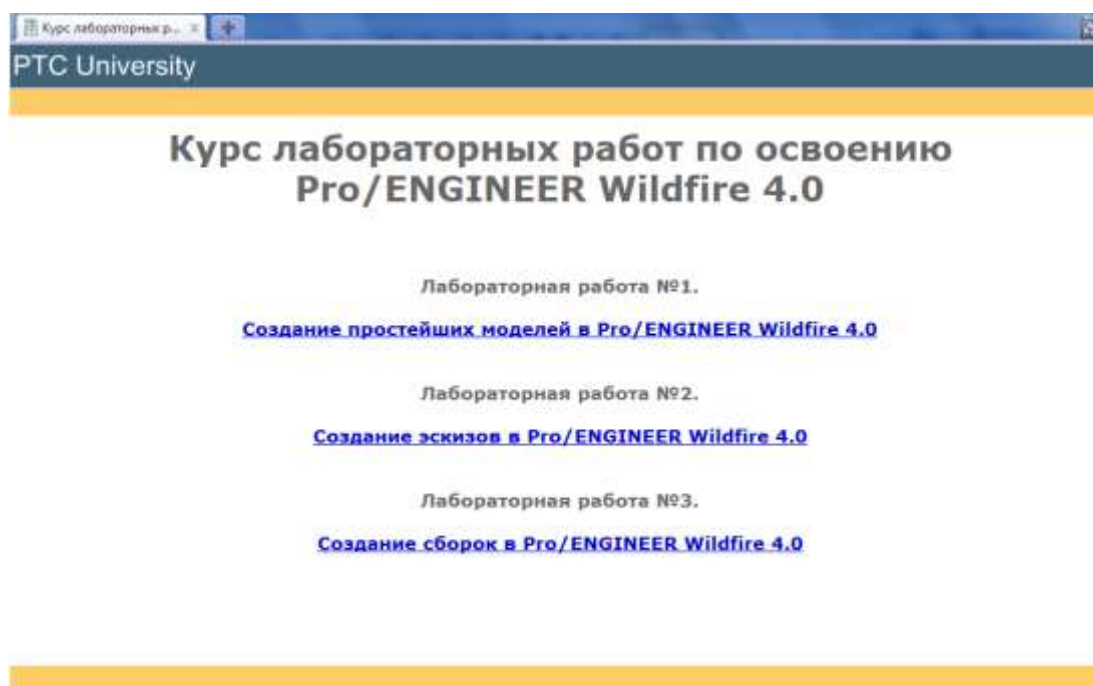 Курс лабораторных р...
PTC University
Курс лабораторных работ по освоению
Pro/ENGINEER Wildfire 4.0
Лабораторная работа №1.
Создание простейших моделей в Pro/ENGINEER Wildfire 4.0
Лабораторная работа №2.
Создание эскизов в Pro/ENGINEER Wildfire 4.0
Лабораторная работа №3.
Создание сборок в Pro/ENGINEER Wildfire 4.0